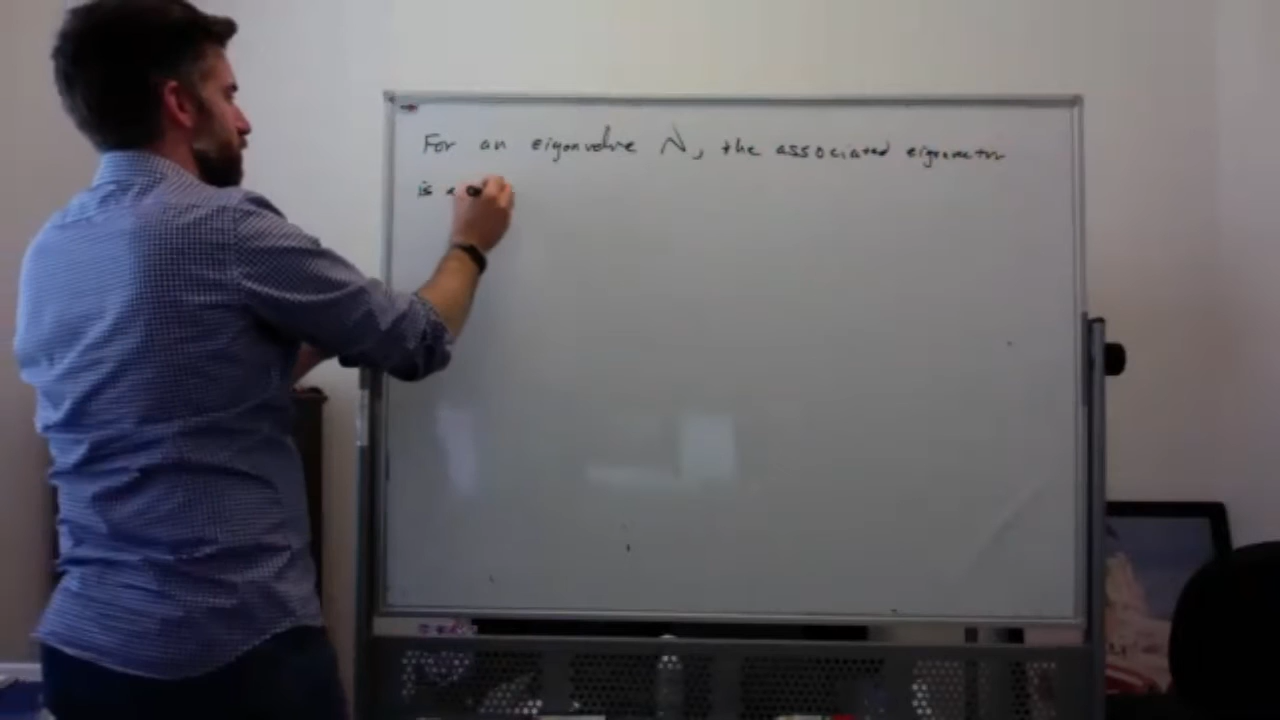 For an eigenvalue λ, the associated eigenvector
is a